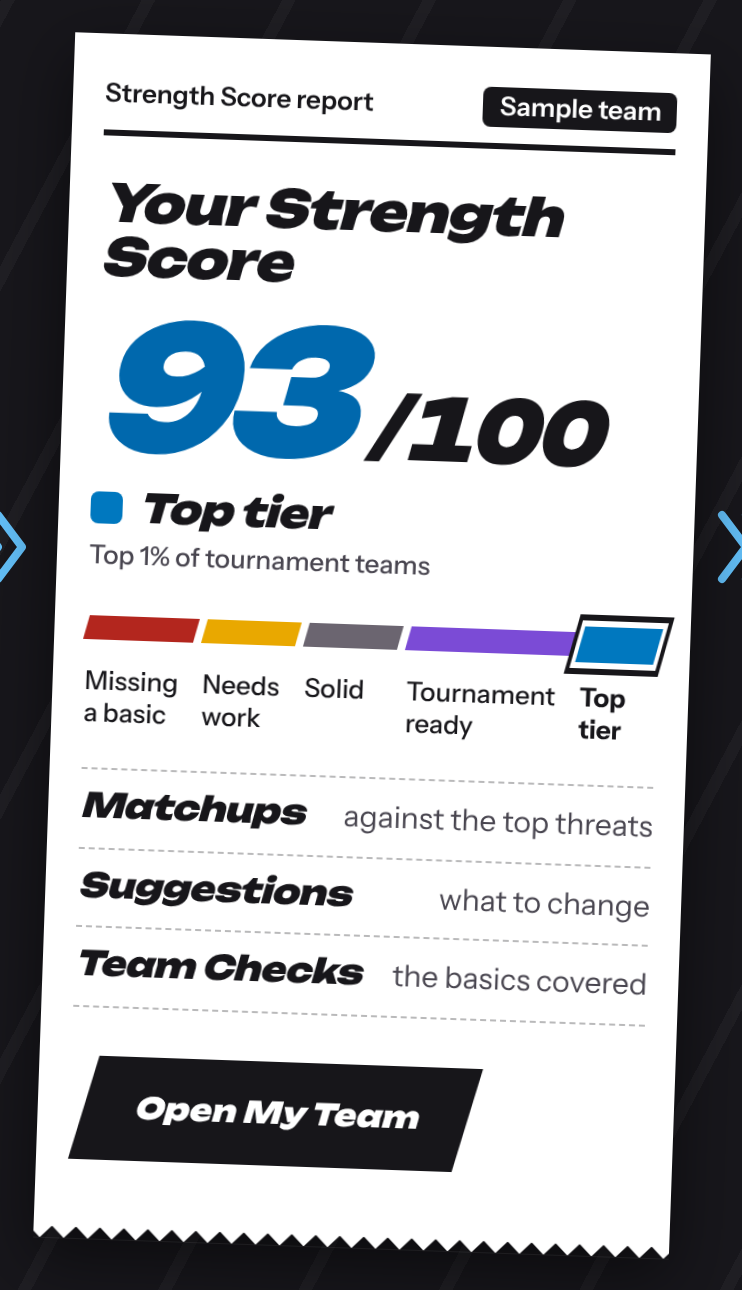 Strength Score report
Sample team
Your Strength
Score
93/100
Top tier
Top 1% of tournament teams
Missing
a basic
Needs
work
Solid
Tournament
ready
Top
tier
Matchups against the top threats
Suggestions what to change
Team Checks the basics covered
Open My Team